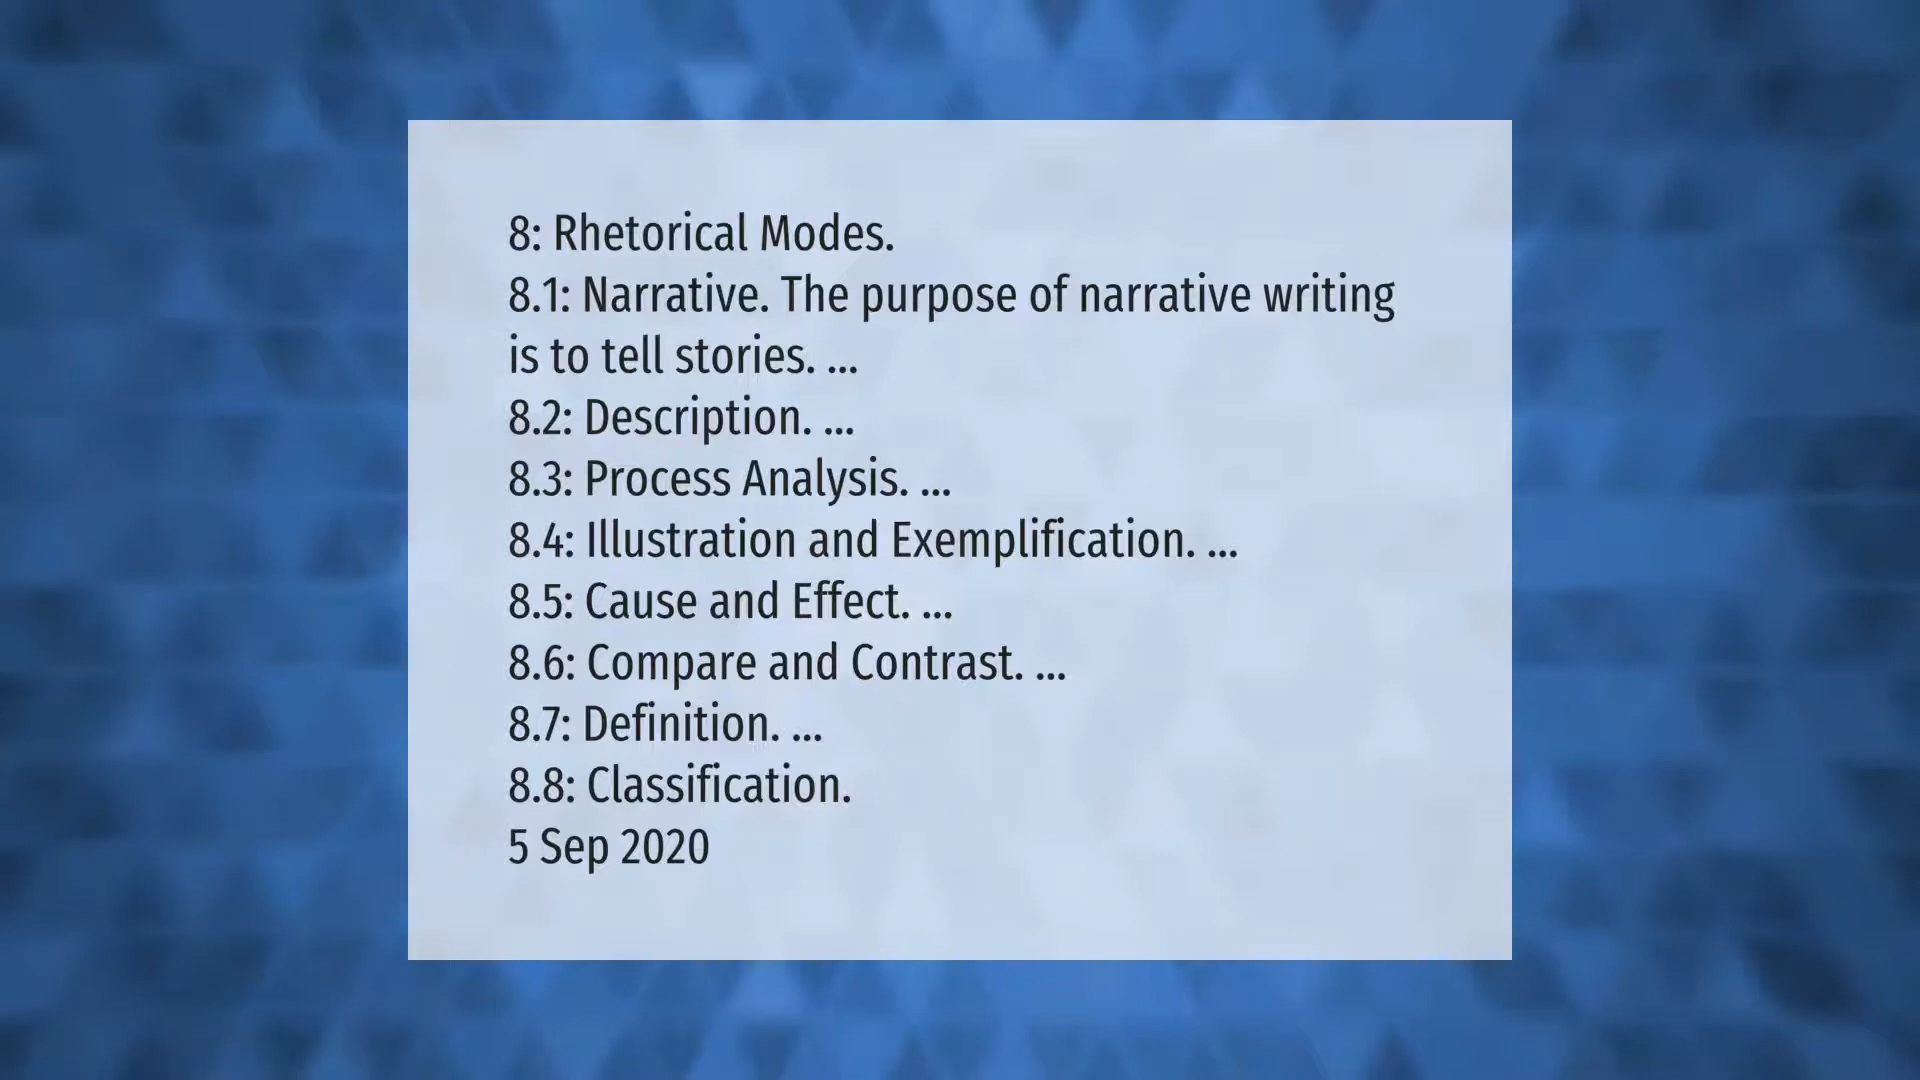 8: Rhetorical Modes.
8.1: Narrative. The purpose of narrative writing
is to tell stories. ...
8.2: Description. ...
8.3: Process Analysis. ...
8.4: Illustration and Exemplification. ...
8.5: Cause and Effect. ...
8.6: Compare and Contrast. ...
8.7: Definition. ...
8.8: Classification.
5 Sep 2020